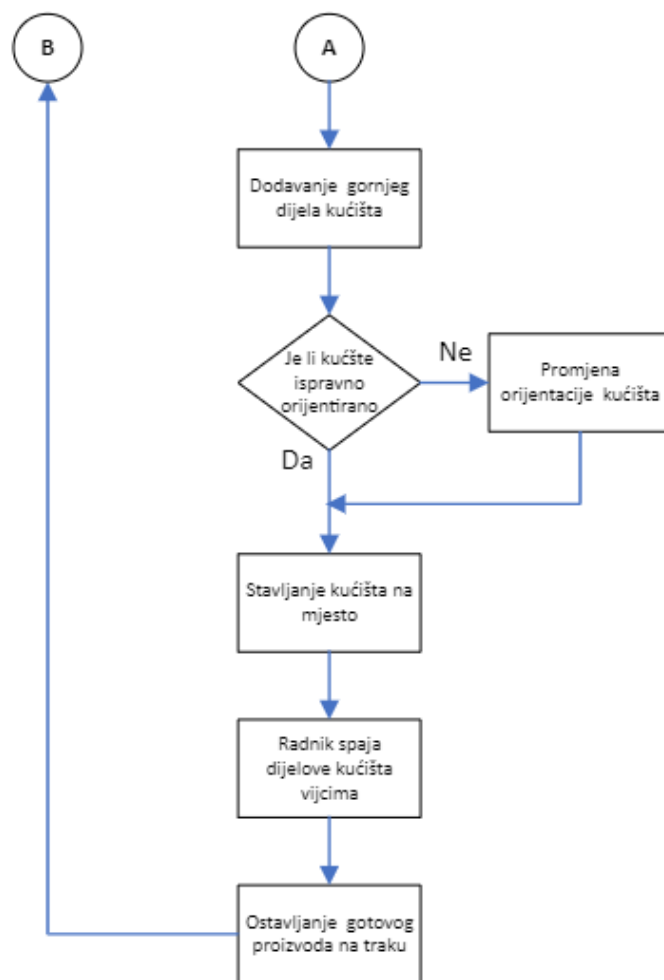 B
A
Dodavanje gornjeg
dijela kućišta
Je li kućšte
ispravno
orijentirano
Ne
Promjena
orijentacije kućišta
Da
Stavljanje kućišta na
mjesto
Radnik spaja
dijelove kućišta
vijcima
Ostavljanje gotovog
proizvoda na traku